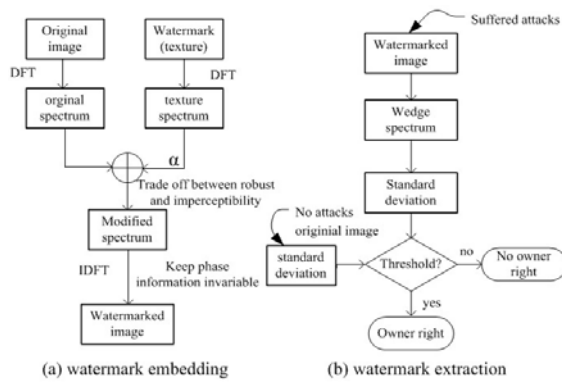 Original
image
Watermark
(texture)
DFT
DFT
orginal
spectrum
texture
spectrum
α
Trade off between robust
and imperceptibility
Modified
spectrum
IDFT
Keep phase
information invariable
Watermarked
image
(a) watermark embedding
Suffered attacks
Watermarked
image
Wedge
spectrum
Standard
deviation
No attacks
originial image
standard
deviation
Threshold?
no
No owner
right
yes
Owner right
(b) watermark extraction